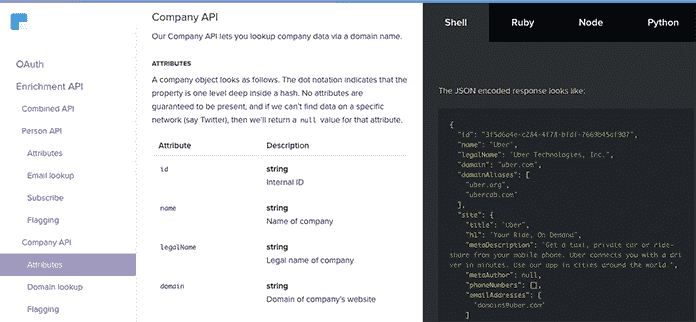 OAuth
Enrichment API
Combined API
Person API
Attributes
Email lookup
Subscribe
Flagging
Company API
Attributes
Domain lookup
Flagging
Company API
Our Company API lets you lookup company data via a domain name.
ATTRIBUTES
A company object looks as follows. The dot notation indicates that the
property is one level deep inside a hash. No attributes are
guaranteed to be present, and if we can't find data on a specific
network (say Twitter), then we'll return a null value for that attribute.
Attribute Description
id string
Internal ID
name string
Name of company
legalName string
Legal name of company
domain string
Domain of company's website
Shell Ruby Node Python
The JSON encoded response looks like:
{
"id":
"name": "Uber",
"legalName": "Uber Technologies, Inc.",
"domain": "uber.com",
"domainAliases": [
"uber.org",
"ubercab.com"
],
"site": {
"title": "Uber",
"h1": "Your Ride, On Demand",
"metaDescription": "Get a taxi, private car or ride-
share from your mobile phone. Uber connects you with a dri
ver in minutes. Use our app in cities around the world.",
"metaAuthor": null,
"phoneNumbers": [],
"emailAddresses": [
"domains@uber.com"
]